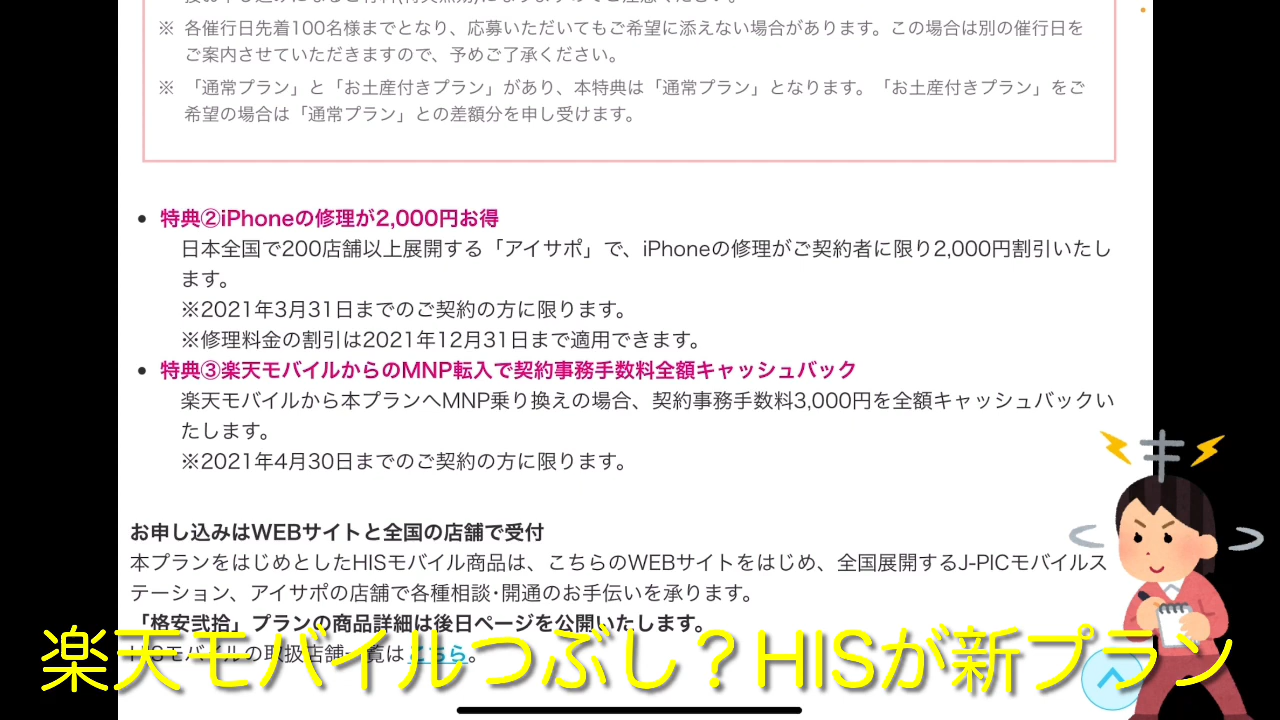 ※ 各催行日先着100名様までとなり、応募いただいてもご希望に添えない場合があります。この場合は別の催行日を
ご案内させていただきますので、予めご了承ください。
※ 「通常プラン」と「お土産付きプラン」があり、本特典は「通常プラン」となります。「お土産付きプラン」をご
希望の場合は「通常プラン」との差額分を申し受けます。
• 特典②iPhoneの修理が2,000円お得
日本全国で200店舗以上展開する「アイサポ」で、iPhoneの修理がご契約者に限り2,000円割引いたし
ます。
※2021年3月31日までのご契約の方に限ります。
※修理料金の割引は2021年12月31日まで適用できます。
• 特典③楽天モバイルからのMNP転入で契約事務手数料全額キャッシュバック
楽天モバイルから本プランへMNP乗り換えの場合、契約事務手数料3,000円を全額キャッシュバックい
たします。
※2021年4月30日までのご契約の方に限ります。
お申し込みはWEBサイトと全国の店舗で受付
本プランをはじめとしたHISモバイル商品は、こちらのWEBサイトをはじめ、全国展開するJ-PICモバイルス
テーション、アイサポの店舗で各種相談･開通のお手伝いを承ります。
「格安弐拾」プランの商品詳細は後日ページを公開いたします。
HISモバイルの取扱店舗一覧はこちら。
楽天モバイルつぶし？HISが新プラン